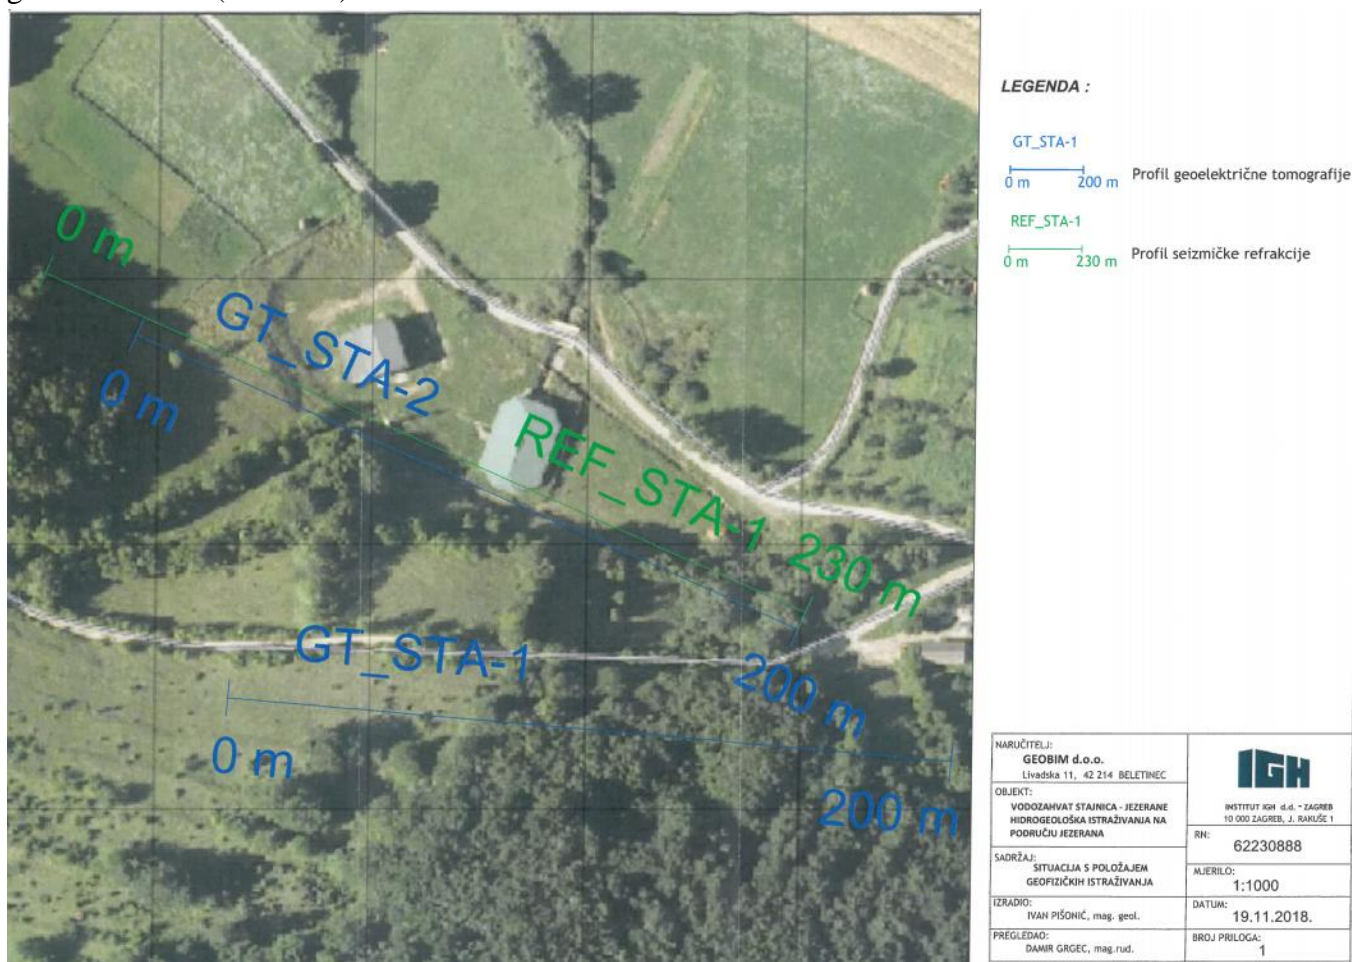 LEGENDA :
GT_STA-1
0 m 200 m Profil geoelektrične tomografije
REF_STA-1
0 m 230 m Profil seizmičke refrakcije
0 m
GT_STA-2
0 m
REF_STA-1
230 m
GT_STA-1
200 m
0 m
200 m
NARUČITELJ:
GEOBIM d.o.o.
Livadska 11, 42 214 BELETINEC
OBJEKT:
VODOZAHVAT STAJNICA - JEZERANE
HIDROGEOLOŠKA ISTRAŽIVANJA NA
PODRUČJU JEZERANA
SADRŽAJ:
SITUACIJA S POLOŽAJEM
GEOFIZIČKIH ISTRAŽIVANJA
IZRADIO:
IVAN PIŠONIĆ, mag. geol.
PREGLEDAO:
DAMIR GRGEC, mag.rud.
IGH
INSTITUT IGH d.d. - ZAGREB
10 000 ZAGREB, J. RAKUŠE 1
RN:
62230888
MJERILO:
1:1000
DATUM:
19.11.2018.
BROJ PRILOGA:
1